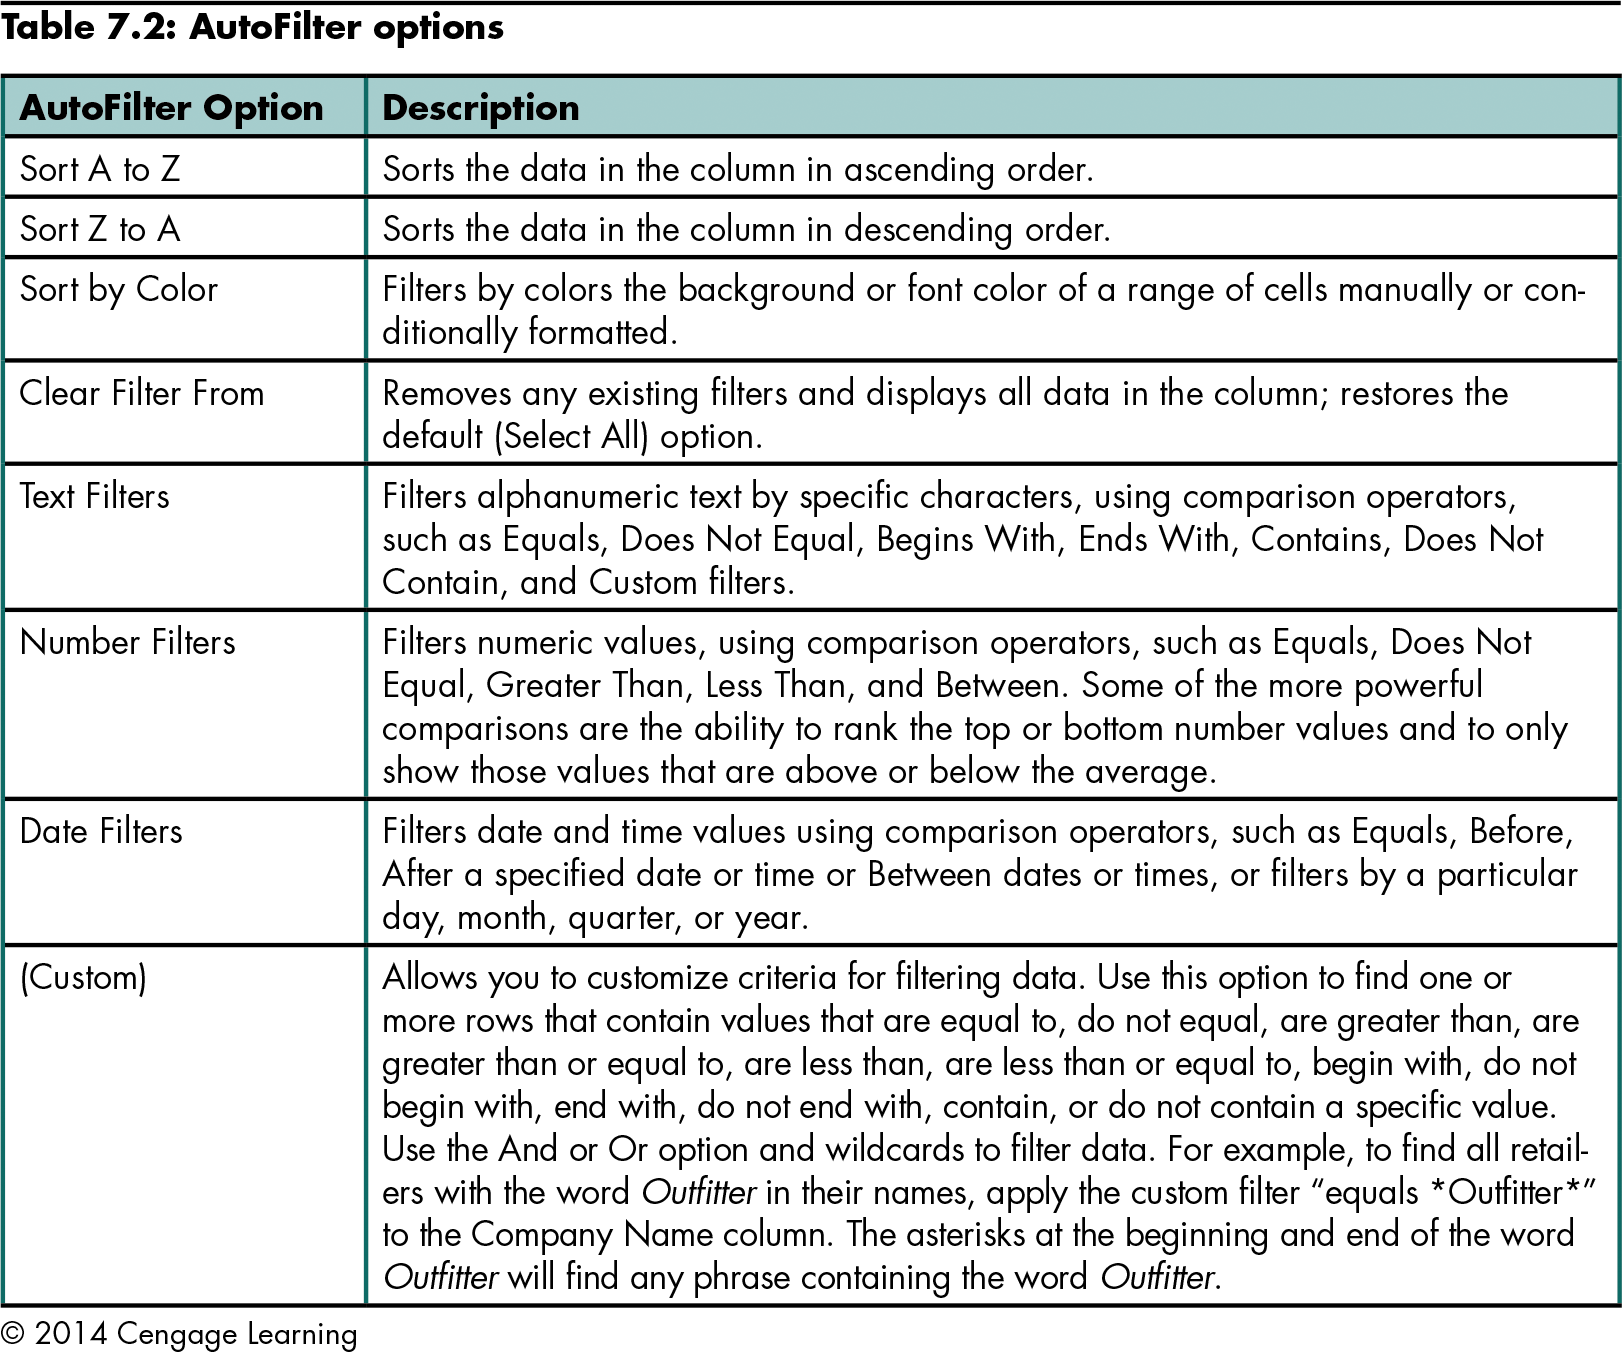 Table 7.2: AutoFilter options
AutoFilter Option Description
Sort A to Z Sorts the data in the column in ascending order.
Sort Z to A Sorts the data in the column in descending order.
Sort by Color Filters by colors the background or font color of a range of cells manually or con-
ditionally formatted.
Clear Filter From Removes any existing filters and displays all data in the column; restores the
default (Select All) option.
Text Filters Filters alphanumeric text by specific characters, using comparison operators,
such as Equals, Does Not Equal, Begins With, Ends With, Contains, Does Not
Contain, and Custom filters.
Number Filters Filters numeric values, using comparison operators, such as Equals, Does Not
Equal, Greater Than, Less Than, and Between. Some of the more powerful
comparisons are the ability to rank the top or bottom number values and to only
show those values that are above or below the average.
Date Filters Filters date and time values using comparison operators, such as Equals, Before,
After a specified date or time or Between dates or times, or filters by a particular
day, month, quarter, or year.
(Custom) Allows you to customize criteria for filtering data. Use this option to find one or
more rows that contain values that are equal to, do not equal, are greater than, are
greater than or equal to, are less than, are less than or equal to, begin with, do not
begin with, end with, do not end with, contain, or do not contain a specific value.
Use the And or Or option and wildcards to filter data. For example, to find all retail-
ers with the word Outfitter in their names, apply the custom filter “equals *Outfitter*”
to the Company Name column. The asterisks at the beginning and end of the word
Outfitter will find any phrase containing the word Outfitter.
© 2014 Cengage Learning